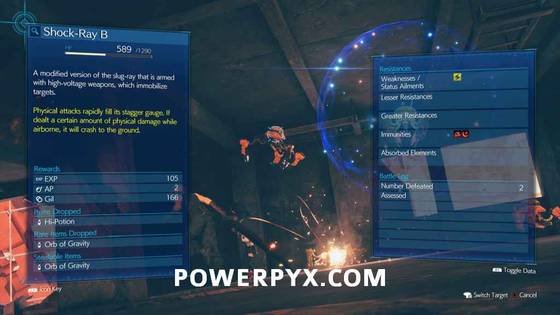 Shock-Ray B
HP 589 /1290
A modified version of the slug-ray that is armed
with high-voltage weapons, which immobilize
targets.
Physical attacks rapidly fill its stagger gauge. If
dealt a certain amount of physical damage while
airborne, it will crash to the ground.
Rewards
EXP 105
AP 2
Gil 166
Items Dropped
Hi-Potion
Rare Items Dropped
Orb of Gravity
Stealable Items
Orb of Gravity
Icon Key
Resistances
Weaknesses /
Status Ailments
Lesser Resistances
Greater Resistances
Immunities
Absorbed Elements
Battle Log
Number Defeated 2
Assessed
Toggle Data
Switch Target
Cancel
POWERPYX.COM